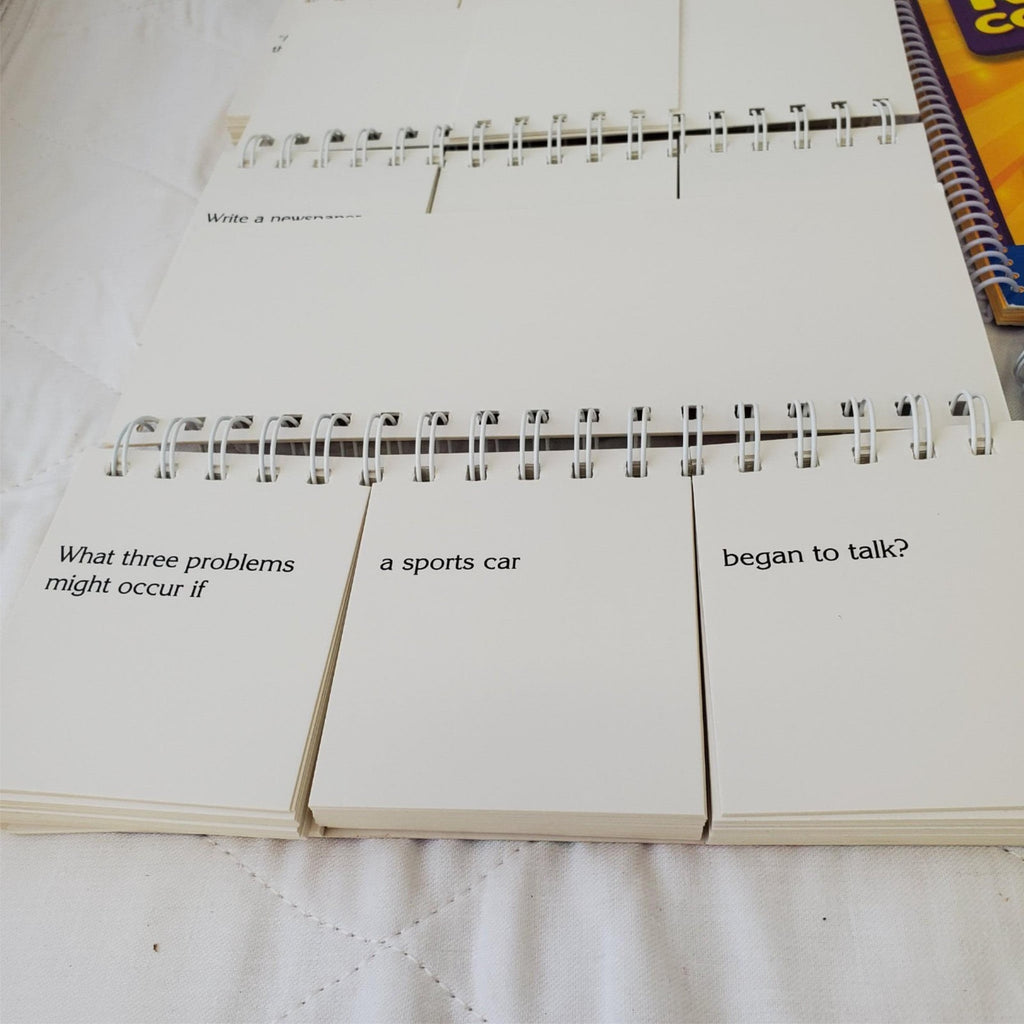 Write a newspaper
What three problems
might occur if
a sports car
began to talk?